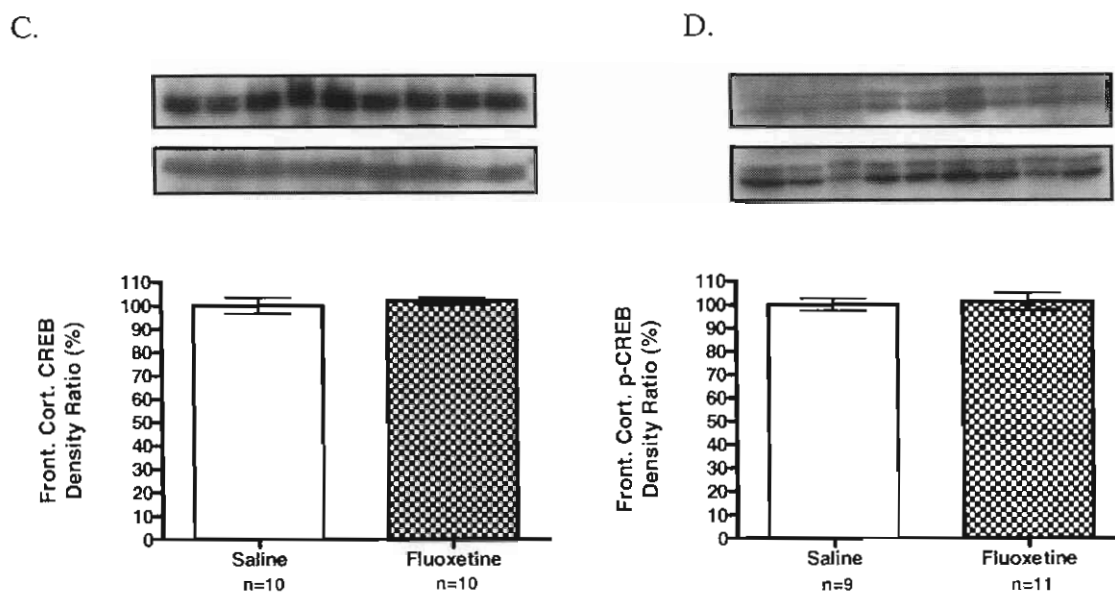 C.
Front. Cort. CREB
Density Ratio (%)
110
100
90
80
70
60
50
40
30
20
10
0
Saline
n=10
Fluoxetine
n=10
D.
Front. Cort. p-CREB
Density Ratio (%)
110
100
90
80
70
60
50
40
30
20
10
0
Saline
n=9
Fluoxetine
n=11